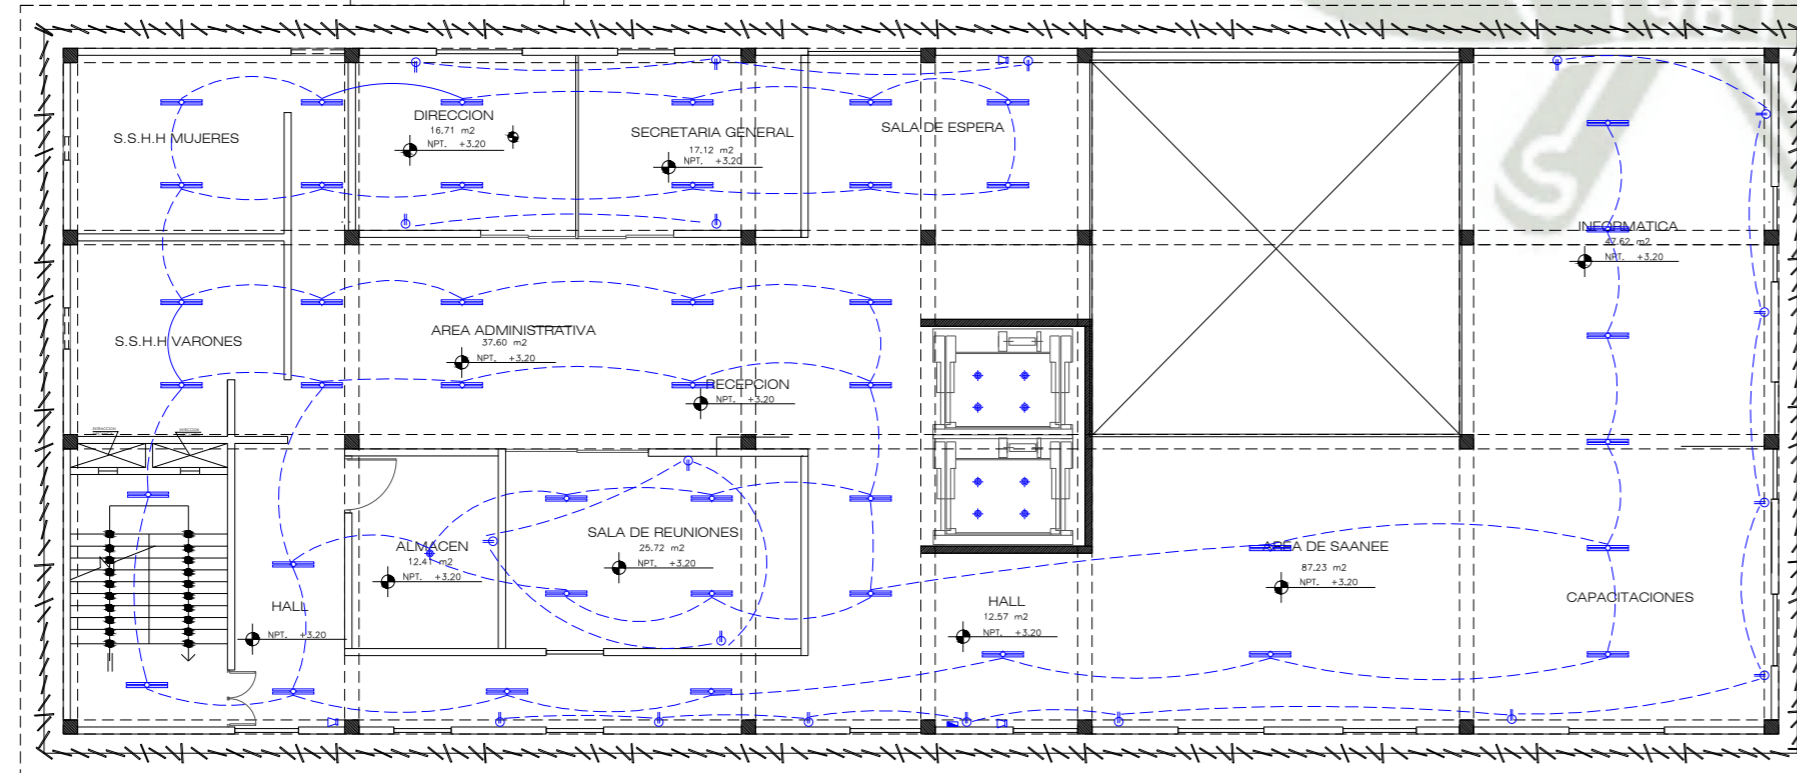 S.S.H.H MUJERES
DIRECCION
16.71 m2
NPT. +3.20
SECRETARIA GENERAL
17.12 m2
NPT. +3.20
SALA DE ESPERA
INFORMATICA
47.62 m2
NPT. +3.20
S.S.H.H VARONES
AREA ADMINISTRATIVA
37.60 m2
NPT. +3.20
RECEPCION
NPT. +3.20
ALMACEN
12.41 m2
NPT. +3.20
SALA DE REUNIONES
25.72 m2
NPT. +3.20
AREA DE SAANEE
87.23 m2
NPT. +3.20
HALL
NPT. +3.20
HALL
12.57 m2
NPT. +3.20
CAPACITACIONES